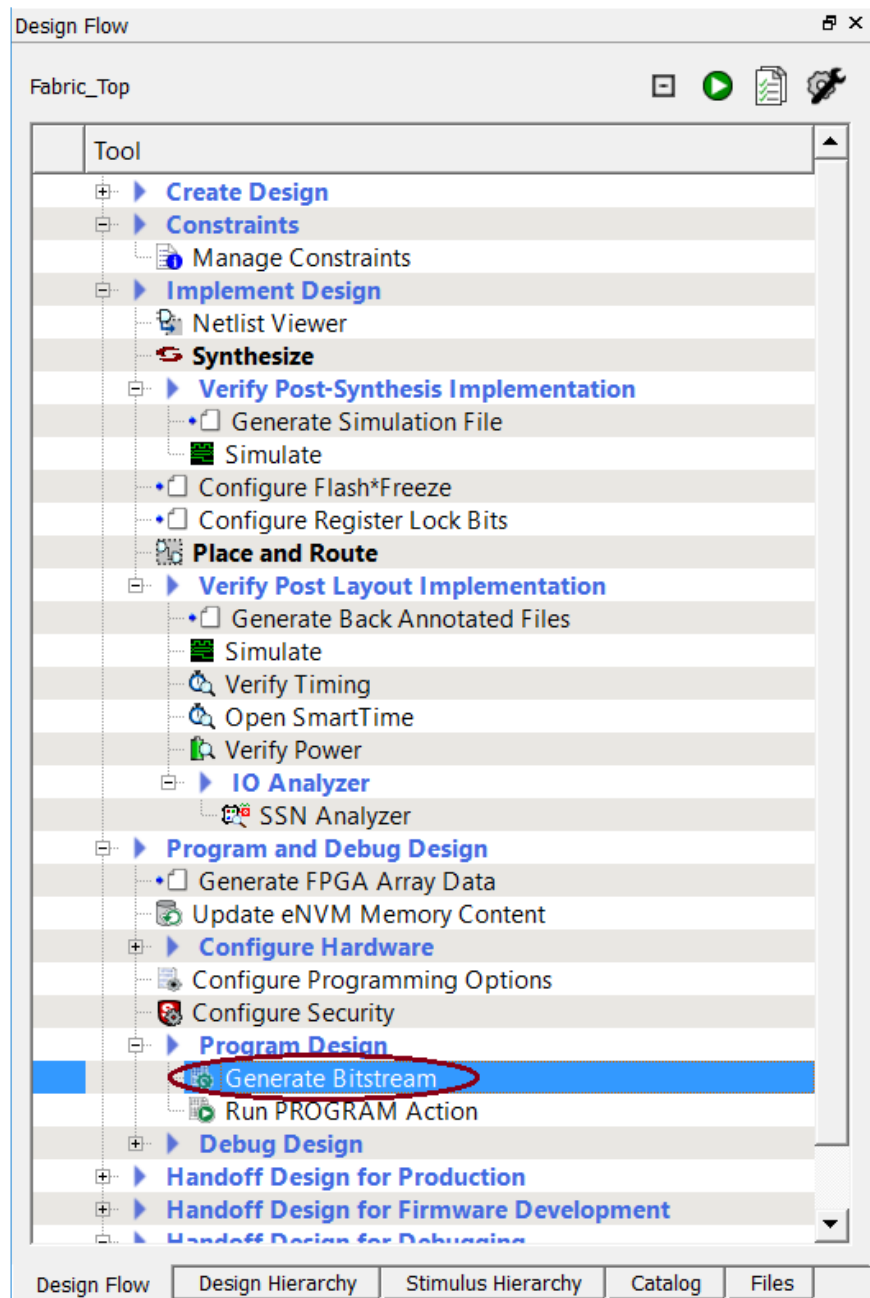 Design Flow
Fabric_Top
Tool
Create Design
Constraints
Manage Constraints
Implement Design
Netlist Viewer
Synthesize
Verify Post-Synthesis Implementation
Generate Simulation File
Simulate
Configure Flash*Freeze
Configure Register Lock Bits
Place and Route
Verify Post Layout Implementation
Generate Back Annotated Files
Simulate
Verify Timing
Open SmartTime
Verify Power
IO Analyzer
SSN Analyzer
Program and Debug Design
Generate FPGA Array Data
Update eNVM Memory Content
Configure Hardware
Configure Programming Options
Configure Security
Program Design
Generate Bitstream
Run PROGRAM Action
Debug Design
Handoff Design for Production
Handoff Design for Firmware Development
Handoff Design for Debugging
Design Flow Design Hierarchy Stimulus Hierarchy Catalog Files